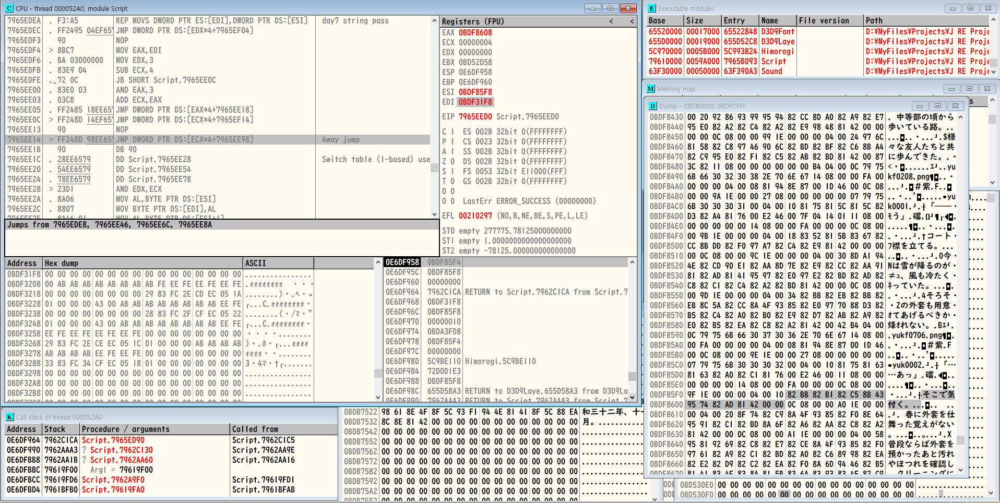 CPU - thread 000052A0, module Script
7965EDEA . F3:A5 REP MOVS DWORD PTR ES:[EDI],DWORD PTR DS:[ESI] day7 string pass
7965EDEC . FF2495 04EF657 JMP DWORD PTR DS:[EDX*4+7965EF04]
7965EDF3 90 NOP
7965EDF4 > 8BC7 MOV EAX,EDI
7965EDF6 . BA 03000000 MOV EDX,3
7965EDFB . 83E9 04 SUB ECX,4
7965EDFE . 72 0C JB SHORT Script.7965EE0C
7965EE00 . 83E0 03 AND EAX,3
7965EE03 . 03C8 ADD ECX,EAX
7965EE05 . FF2485 18EE657 JMP DWORD PTR DS:[EAX*4+7965EE18]
7965EE0C > FF248D 14EF657 JMP DWORD PTR DS:[ECX*4+7965EF14]
7965EE13 90 NOP
7965EE14 > FF248D 98EE657 JMP DWORD PTR DS:[ECX*4+7965EE98] 4way jump
7965EE1B 90 DB 90
7965EE1C . 28EE6579 DD Script.7965EE28 Switch table (1-based) use
7965EE20 . 54EE6579 DD Script.7965EE54
7965EE24 . 78EE6579 DD Script.7965EE78
7965EE28 > 23D1 AND EDX,ECX
7965EE2A . 8A06 MOV AL,BYTE PTR DS:[ESI]
7965EE2C . 8807 MOV BYTE PTR DS:[EDI],AL
Jumps from 7965EDE8, 7965EE46, 7965EE6C, 7965EE8A
Registers (FPU) < <
EAX 0BDF8608
ECX 00000004
EDX 00000000
EBX 0BD52D58
ESP 0E6DF958
EBP 0E6DF960
ESI 0BDF85F8
EDI 0BDF31F8
EIP 7965EED0 Script.7965EED0
C 1 ES 002B 32bit 0(FFFFFFFF)
P 1 CS 0023 32bit 0(FFFFFFFF)
A 1 SS 002B 32bit 0(FFFFFFFF)
Z 0 DS 002B 32bit 0(FFFFFFFF)
S 1 FS 0053 32bit E11000(FFF)
T 0 GS 002B 32bit 0(FFFFFFFF)
D 0
O 0 LastErr ERROR_SUCCESS (00000000)
EFL 00210297 (NO,B,NE,BE,S,PE,L,LE)
ST0 empty 277775.78125000000000
ST1 empty 1.0000000000000000000
ST2 empty -78125.000000000000000
Address Hex dump ASCII
0BDF31F8 00 00 00 00 00 00 00 00 00 00 00 00 00 00 00 00 ................
0BDF3208 00 AB AB AB AB AB AB AB AB FE EE FE EE FE EE FE
0BDF3218 00 00 00 00 00 00 00 00 29 83 FC 2E CD EC 05 1A
0BDF3228 01 00 00 00 43 00 AB AB AB AB AB AB AB AB EE FE
0BDF3238 00 00 00 00 00 00 00 00 28 83 FC 2F CF EC 05 22
0BDF3248 01 00 00 00 43 00 AB AB AB AB AB AB AB AB EE FE
0BDF3258 EE FE EE FE EE FE EE FE 00 00 00 00 00 00 00 00
0BDF3268 29 83 FC 2E CE EC 05 1C 01 00 00 00 AB AB AB AB
0BDF3278 AB AB AB AB EE FE EE FE 00 00 00 00 00 00 00 00
0BDF3288 33 83 FC 34 CF EC 05 18 01 00 00 00 00 00 00 00
0BDF3298 00 00 00 00 00 00 00 00 00 00 00 00 00 00 00 00 ................
0BDF32A8 00 00 00 00 00 00 00 00 00 00 00 00 00 00 00 00 ................
0BDF32B8 00 00 00 00 00 00 00 00 00 00 00 00 00 00 00 00 ................
0E6DF958 0BDF85F4
0E6DF95C 0BDF85F8
0E6DF960 00000000
0E6DF964 7962C1CA RETURN to Script.7962C1CA from Script.7
0E6DF968 0BDF31F8
0E6DF96C 0BDF85F8
0E6DF970 00000010
0E6DF974 0BDA3FD8
0E6DF978 0BDF85F4
0E6DF97C 00000000
0E6DF980 5C9BE110 Himorogi.5C9BE110
0E6DF984 72D0D1E3
0E6DF988 0BDF85F8
0E6DF98C 655D58A3 RETURN to D3D9Laye.655D58A3 from D3D9La
0E6DF990 7962AAA3 RETURN to Script.7962AAA3 from Script.7
Call stack of thread 000052A0
Address Stack Procedure / arguments Called from
0E6DF964 7962C1CA Script.7965ED90 Script.7962C1C5
0E6DF990 7962AAA3 ? Script.7962C130 Script.7962AA9E
0E6DFBB8 7962AA1B ? Script.7962AA60 Script.7962AA16
0E6DFBBC 79619F00 Arg1 = 79619F00
0E6DFBCC 79619FD6 Script.7962A9F0 Script.79619FD1
0E6DFBD4 7961BFB0 Script.79619FA0 Script.7961BFAB
0BDB7522 98 61 8E 4F 8F 5C 93 F1 94 4E 81 41 8F 5C 88 EA 和三十二年、十一
0BDB7532 8C 8E 81 42 00 00 00 00 00 00 00 00 00 00 00 00 月。............
0BDB7542 00 00 00 00 00 00 00 00 00 00 00 00 00 00 00 00
0BDB7552 00 00 00 00 00 00 00 00 00 00 00 00 00 00 00 00
0BDB7562 00 00 00 00 00 00 00 00 00 00 00 00 00 00 00 00
0BDB7572 00 00 00 00 00 00 00 00 00 00 00 00 00 00 00 00
0BDB7582 00 00 00 00 00 00 00 00 00 00 00 00 00 00 00 00
0BDB7592 00 00 00 00 00 00 00 00 00 00 00 00 00 00 00 00
0BDB75A2 00 00 00 00 00 00 00 00 00 00 00 00 00 00 00 00
Executable modules
Base Size Entry Name File version Path
65520000 00017000 65522848 D3D9Font D:¥MyFiles¥Projects¥J RE Proje
655D0000 00019000 655D52C8 D3D9Laye D:¥MyFiles¥Projects¥J RE Proje
5C970000 0005B000 5C993824 Himorogi D:¥MyFiles¥Projects¥J RE Proje
79610000 0059A000 7965B093 Script D:¥MyFiles¥Projects¥J RE Proje
63F30000 00050000 63F390A3 Sound D:¥MyFiles¥Projects¥J RE Proje
Memory map
Dump - 0BDB0000..0BDFCFFF
0BDF8430 00 20 92 86 93 99 95 94 82 CC 8D A0 82 A9 82 E7 . 中等部の頃から
0BDF8440 95 E0 82 A2 82 C4 82 A2 82 E9 98 48 81 42 00 00 歩いている路。..
0BDF8450 00 00 0C 08 00 00 99 1E 00 00 00 04 00 24 97 6C
0BDF8460 81 58 82 C8 97 46 90 6C 82 BD 82 BF 82 C6 8B A4 々な友人たちと共
0BDF8470 82 C9 95 E0 82 F1 82 C5 82 AB 82 BD 81 42 00 87 に歩んできた。.
0BDF8480 3C 82 11 08 00 00 00 00 00 00 B4 04 00 0C 79 75
0BDF8490 6B 66 30 32 30 38 2E 70 6E 67 14 08 00 00 FA 00 kf0208.png
0BDF84A0 00 00 00 04 00 08 81 94 8E 87 00 1D 46 00 0C 08
0BDF84B0 00 00 9A 1E 00 00 27 08 00 00 00 00 00 07 79 75
0BDF84C0 6B 30 30 30 31 00 04 00 10 81 75 81 5C 81 5C 82 k0001
0BDF84D0 D3 82 A4 81 76 00 E2 46 00 7F 04 14 01 11 08 00
0BDF84E0 00 00 00 00 00 14 08 00 00 FA 00 00 00 0C 08 00
0BDF84F0 00 9B 1E 00 00 00 04 00 18 83 52 81 5B 83 67 82
0BDF8500 CC 8B DD 82 F0 97 A7 82 C4 82 E9 81 42 00 00 00 ﾌ襟を立てる。...
0BDF8510 00 0C 08 00 00 9C 1E 00 00 00 04 00 30 8D A1 94
0BDF8520 4E 82 CD 90 E1 82 AA 8D 7E 82 E9 82 CC 82 AA 91 Nは雪が降るのが
0BDF8530 81 82 AD 81 41 95 97 82 E0 97 E2 82 BD 82 AD 82 ≠ｭ、風も冷たく
0BDF8540 C8 82 C1 82 C4 82 A2 82 BD 81 42 00 00 00 0C 08 00 ﾈっていた。
0BDF8550 00 9D 1E 00 00 00 04 00 34 82 BB 82 EB 82 BB 82
0BDF8560 EB 8C 5A 82 CC 8A 4F 93 85 82 E0 97 70 88 D3 82 ・Zの外套も用意
0BDF8570 B5 82 C4 82 A0 82 B0 82 E9 82 D7 82 AB 82 A9 82 ｵてあげるべきか
0BDF8580 E0 82 B5 82 EA 82 C8 82 A2 81 42 00 42 B4 04 00
0BDF8590 0C 79 75 6B 66 30 37 30 36 2E 70 6E 67 14 08 00 .yukf0706.png
0BDF85A0 00 FA 00 00 00 00 04 00 08 81 94 8E 87 00 1D 46
0BDF85B0 00 0C 08 00 00 9E 1E 00 00 27 08 00 00 00 00 00
0BDF85C0 07 79 75 6B 30 30 30 32 00 04 00 10 81 75 81 63
0BDF85D0 81 63 82 A0 82 C1 81 76 00 E2 46 00 11 08 00 00
0BDF85E0 00 00 00 00 14 08 00 00 FA 00 00 00 0C 08 00 00
0BDF85F0 9F 1E 00 00 00 04 00 10 82 BB 82 B1 82 C5 8B 43 そこで気
0BDF8600 95 74 82 AD 81 42 00 00 0C 08 00 00 A0 1E 00 00 付く。
0BDF8610 00 04 00 20 8F 74 82 C9 8A 4F 93 85 82 F0 8E 64 春に外套を仕
0BDF8620 95 91 82 C1 82 BD 8A 6F 82 A6 82 AA 82 C8 82 A2 舞った覚えがない
0BDF8630 81 42 00 00 0C 08 00 00 A1 1E 00 00 00 04 00 58
0BDF8640 95 81 92 69 82 C8 82 E7 82 CE 8A 4F 93 85 82 F0 普段ならば外套を
0BDF8650 97 61 82 A9 82 C1 82 BD 82 A0 82 C6 89 98 82 EA 預かったあと汚れ
0BDF8660 82 E2 82 D9 82 C2 82 EA 82 F0 8A 6D 94 46 82 B5 やほつれを確認し
0BD530E0 00 00 00 00 00 00 00 00 00 00 00 00 00 00 00 00
0BD530F0 00 00 00 00 00 00 00 00 00 00 00 00 00 00 00 00